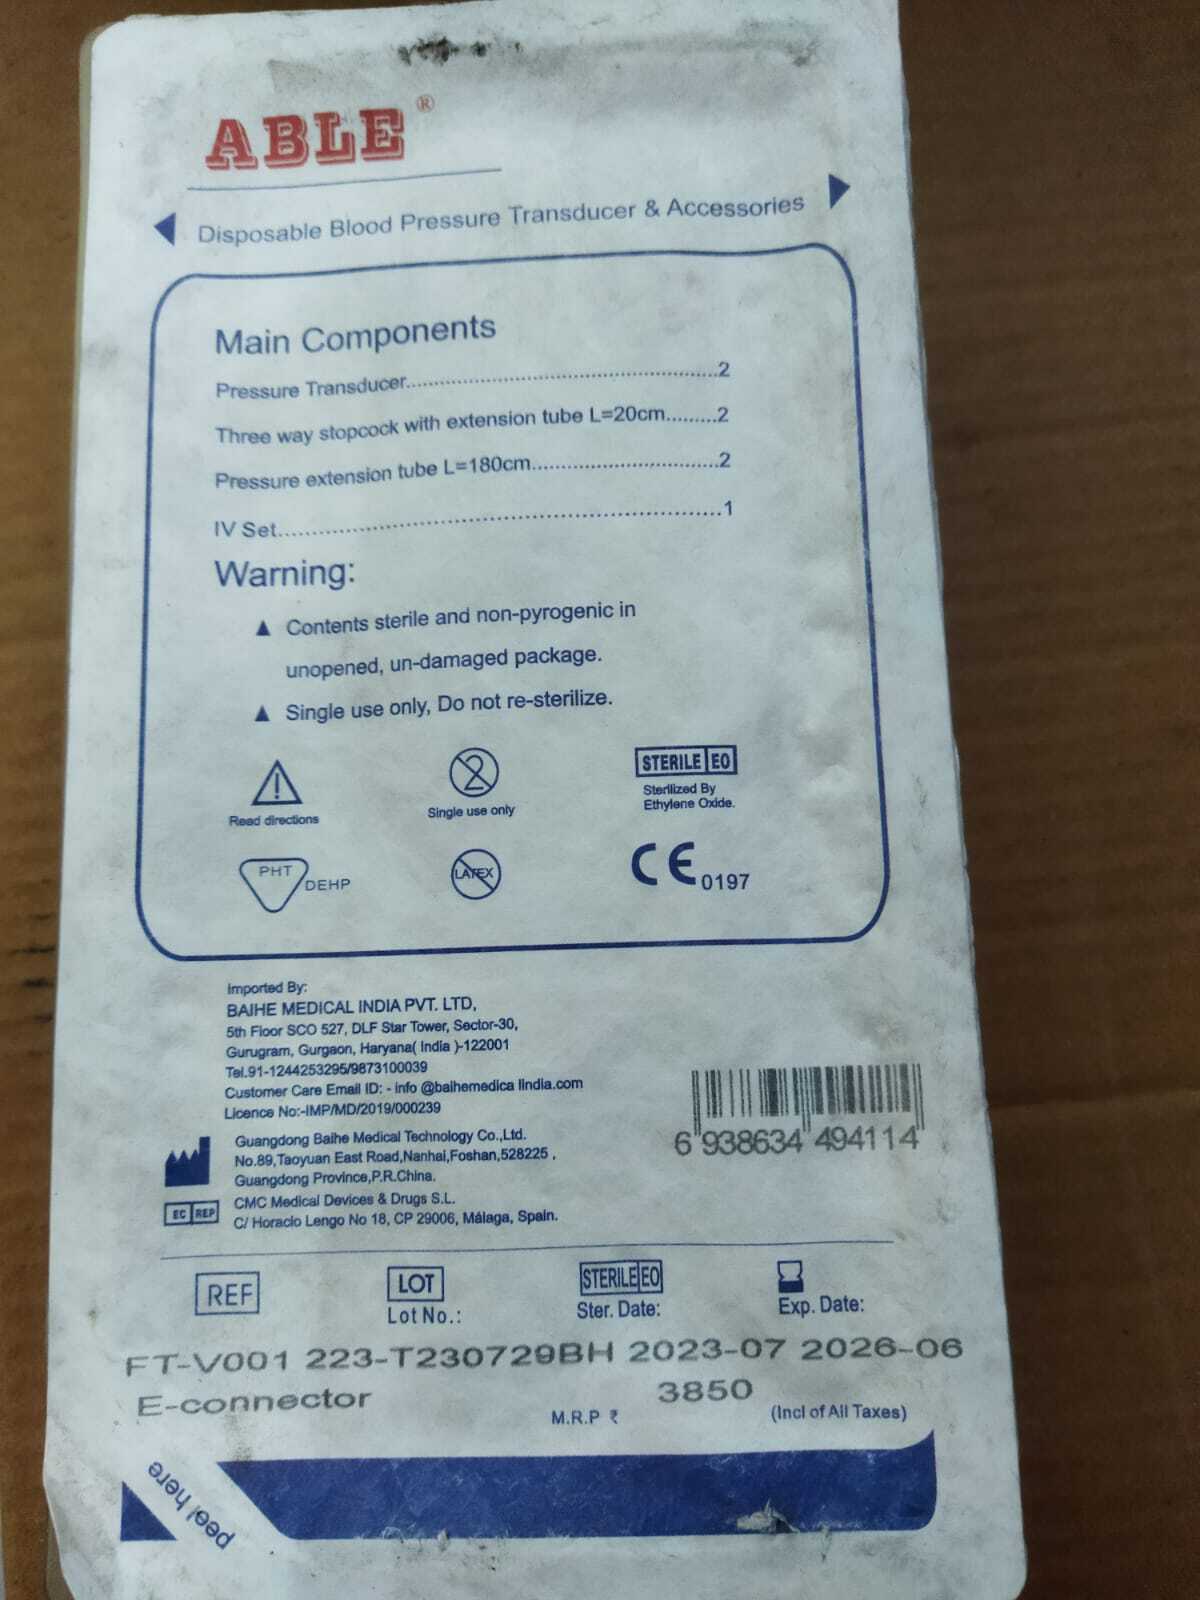 ABLE ®
Disposable Blood Pressure Transducer & Accessories
Main Components
Pressure Transducer..........................................2
Three way stopcock with extension tube L=20cm.........2
Pressure extension tube L=180cm.........................2
IV Set..........................................................1
Warning:
Contents sterile and non-pyrogenic in
unopened, un-damaged package.
Single use only, Do not re-sterilize.
2 STERILE EO
Sterilized By
Ethylene Oxide.
Read directions Single use only
PHT DEHP LATEX CE 0197
Imported By:
BAIHE MEDICAL INDIA PVT. LTD,
5th Floor SCO 527, DLF Star Tower, Sector-30,
Gurugram, Gurgaon, Haryana( India )-122001
Tel.91-1244253295/9873100039
Customer Care Email ID: - info @baihemedica lindia.com
Licence No:-IMP/MD/2019/000239
Guangdong Baihe Medical Technology Co.,Ltd.
No.89,Taoyuan East Road,Nanhai,Foshan,528225 ,
Guangdong Province,P.R.China.
EC REP CMC Medical Devices & Drugs S.L.
C/ Horacio Lengo No 18, CP 29006, Málaga, Spain.
6 938634 494114
REF LOT STERILE EO
Lot No.: Ster. Date: Exp. Date:
FT-V001 223-T230729BH 2023-07 2026-06
E-connector 3850
M.R.P ₹ (Incl of All Taxes)
peel here